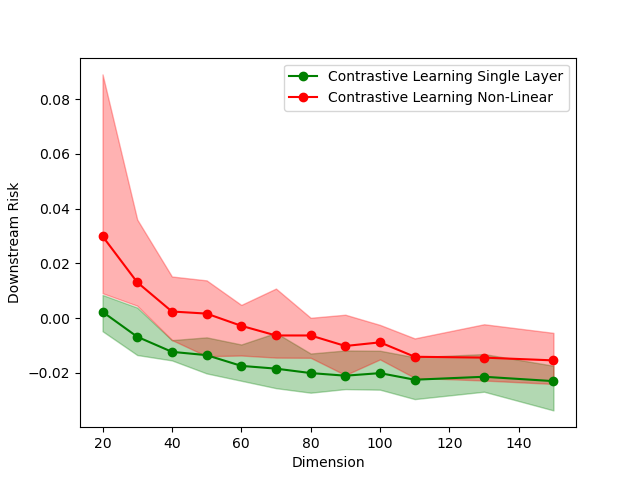 Contrastive Learning Single Layer
Contrastive Learning Non-Linear
Downstream Risk
0.08
0.06
0.04
0.02
0.00
−0.02
20 40 60 80 100 120 140
Dimension